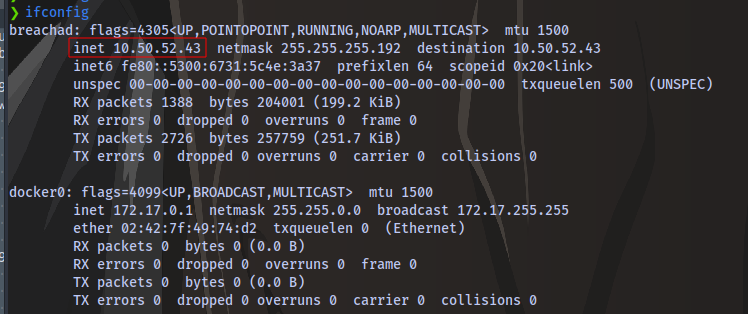 ❯ ifconfig
breachad: flags=4305<UP,POINTOPOINT,RUNNING,NOARP,MULTICAST>  mtu 1500
        inet 10.50.52.43  netmask 255.255.255.192  destination 10.50.52.43
        inet6 fe80::5300:6731:5c4e:3a37  prefixlen 64  scopeid 0x20<link>
        unspec 00-00-00-00-00-00-00-00-00-00-00-00-00-00-00-00  txqueuelen 500  (UNSPEC)
        RX packets 1388  bytes 204001 (199.2 KiB)
        RX errors 0  dropped 0  overruns 0  frame 0
        TX packets 2726  bytes 257759 (251.7 KiB)
        TX errors 0  dropped 0 overruns 0  carrier 0  collisions 0

docker0: flags=4099<UP,BROADCAST,MULTICAST>  mtu 1500
        inet 172.17.0.1  netmask 255.255.0.0  broadcast 172.17.255.255
        ether 02:42:7f:49:74:d2  txqueuelen 0  (Ethernet)
        RX packets 0  bytes 0 (0.0 B)
        RX errors 0  dropped 0  overruns 0  frame 0
        TX packets 0  bytes 0 (0.0 B)
        TX errors 0  dropped 0 overruns 0  carrier 0  collisions 0